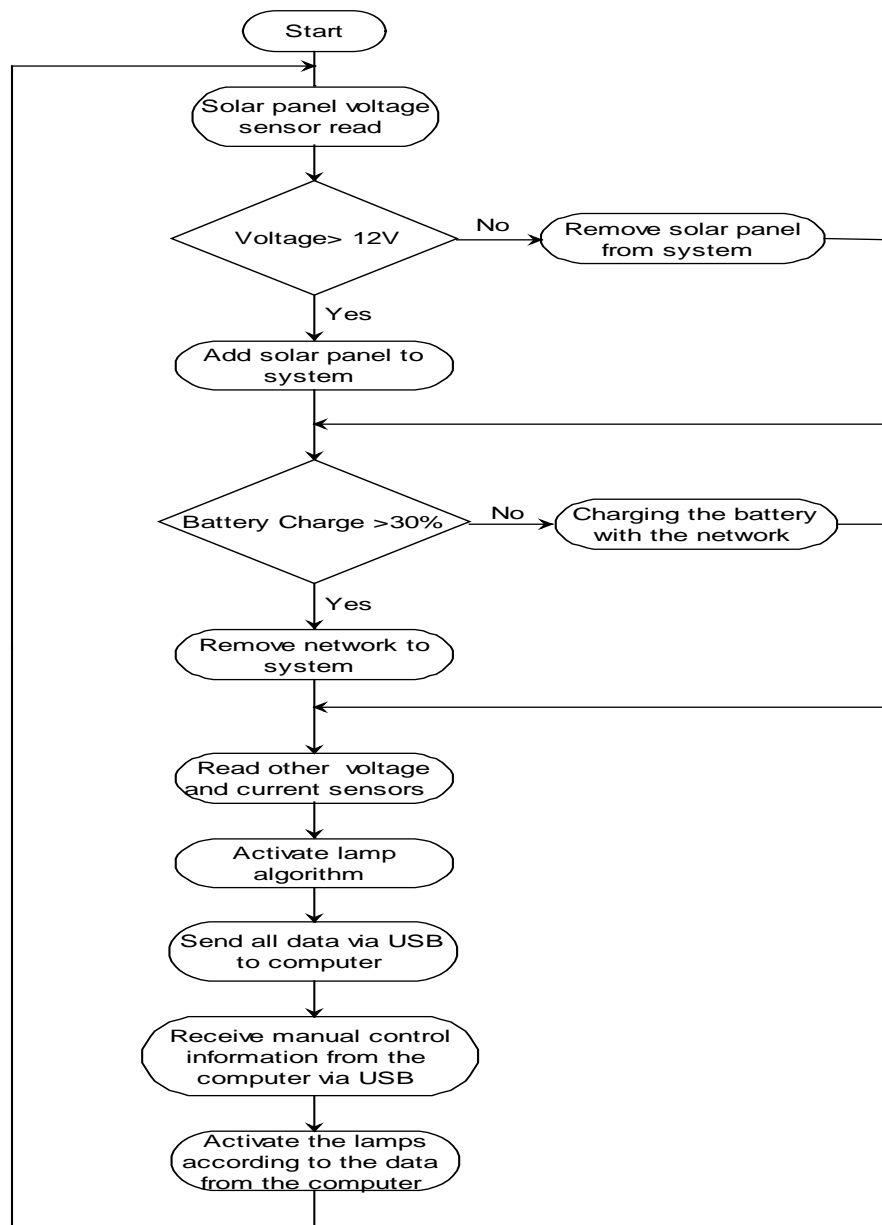 Start
Solar panel voltage
sensor read
Voltage> 12V
No
Remove solar panel
from system
Yes
Add solar panel to
system
Battery Charge >30%
No
Charging the battery
with the network
Yes
Remove network to
system
Read other voltage
and current sensors
Activate lamp
algorithm
Send all data via USB
to computer
Receive manual control
information from the
computer via USB
Activate the lamps
according to the data
from the computer